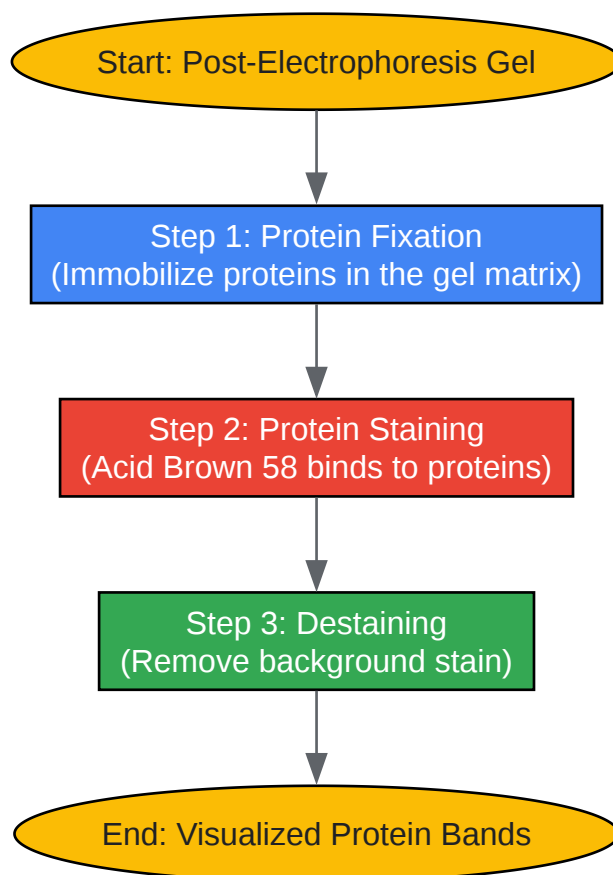 Start: Post-Electrophoresis Gel
Step 1: Protein Fixation
(Immobilize proteins in the gel matrix)
Step 2: Protein Staining
(Acid Brown 58 binds to proteins)
Step 3: Destaining
(Remove background stain)
End: Visualized Protein Bands